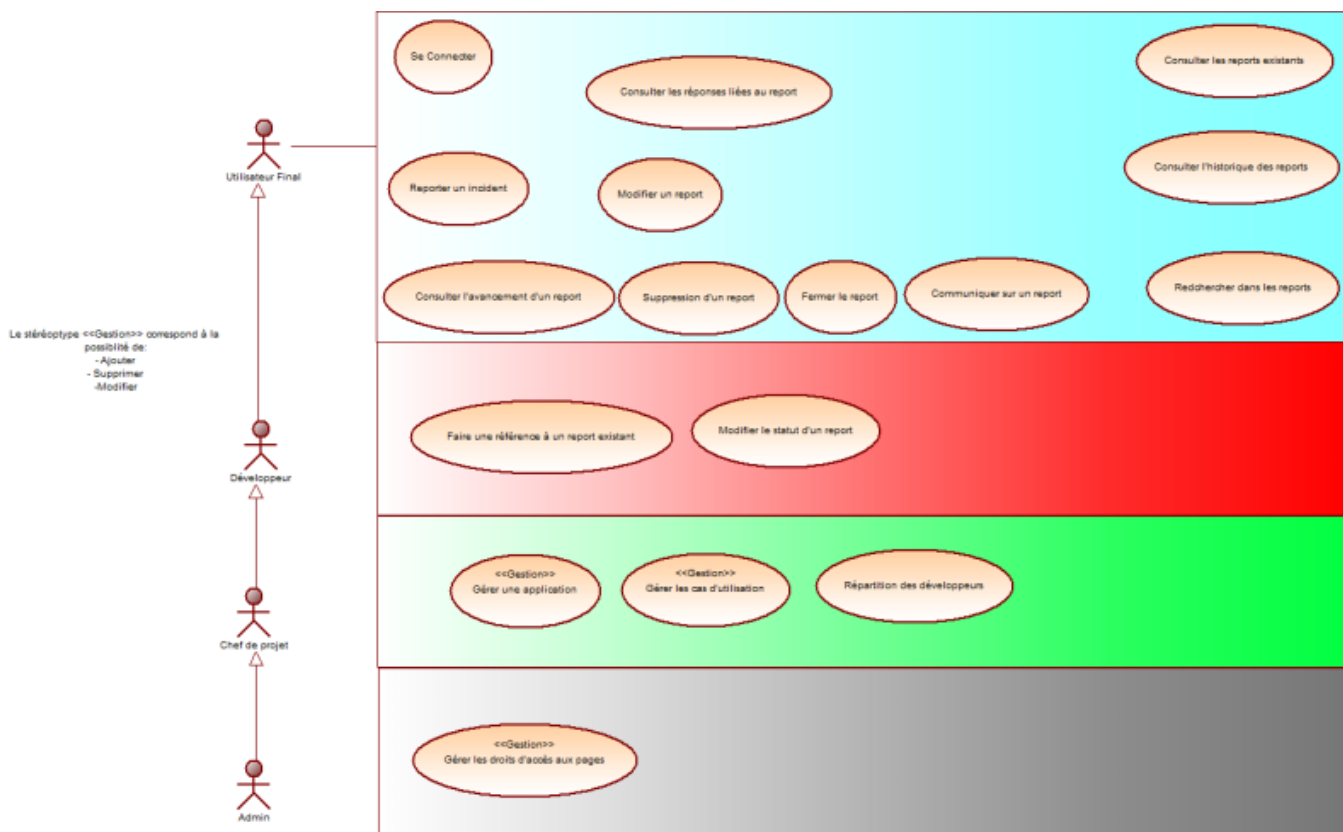 Se Connecter
Consulter les réponses liées au report
Consulter les reports existants
Utilisateur Final
Reporter un incident
Modifier un report
Consulter l'historique des reports
Consulter l'avancement d'un report
Suppression d'un report
Fermer le report
Communiquer sur un report
Redchercher dans les reports
Le stéréoptype <<Gestion>> correspond à la
possiblité de:
- Ajouter
- Supprimer
-Modifier
Faire une référence à un report existant
Modifier le statut d'un report
Développeur
<<Gestion>>
Gérer une application
<<Gestion>>
Gérer les cas d'utilisation
Répartition des développeurs
Chef de projet
<<Gestion>>
Gérer les droits d'accès aux pages
Admin